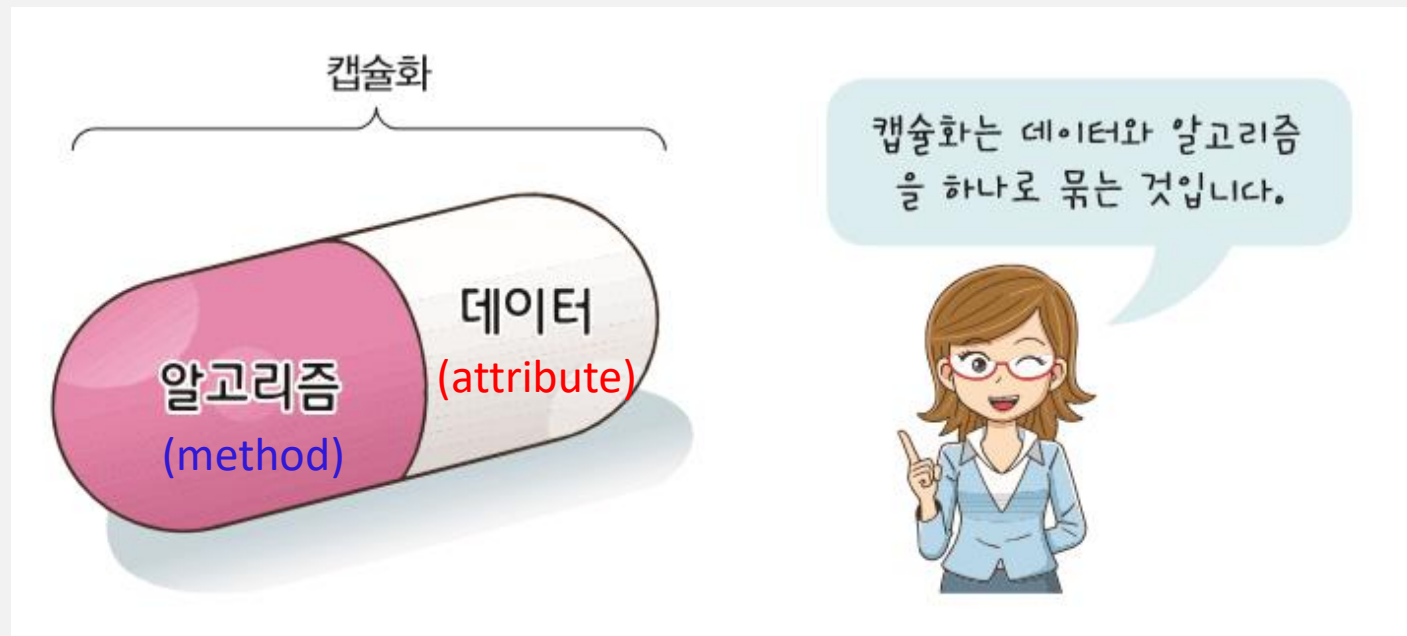 캡슐화
알고리즘
(method)
데이터
(attribute)
캡슐화는 데이터와 알고리즘
을 하나로 묶는 것입니다.